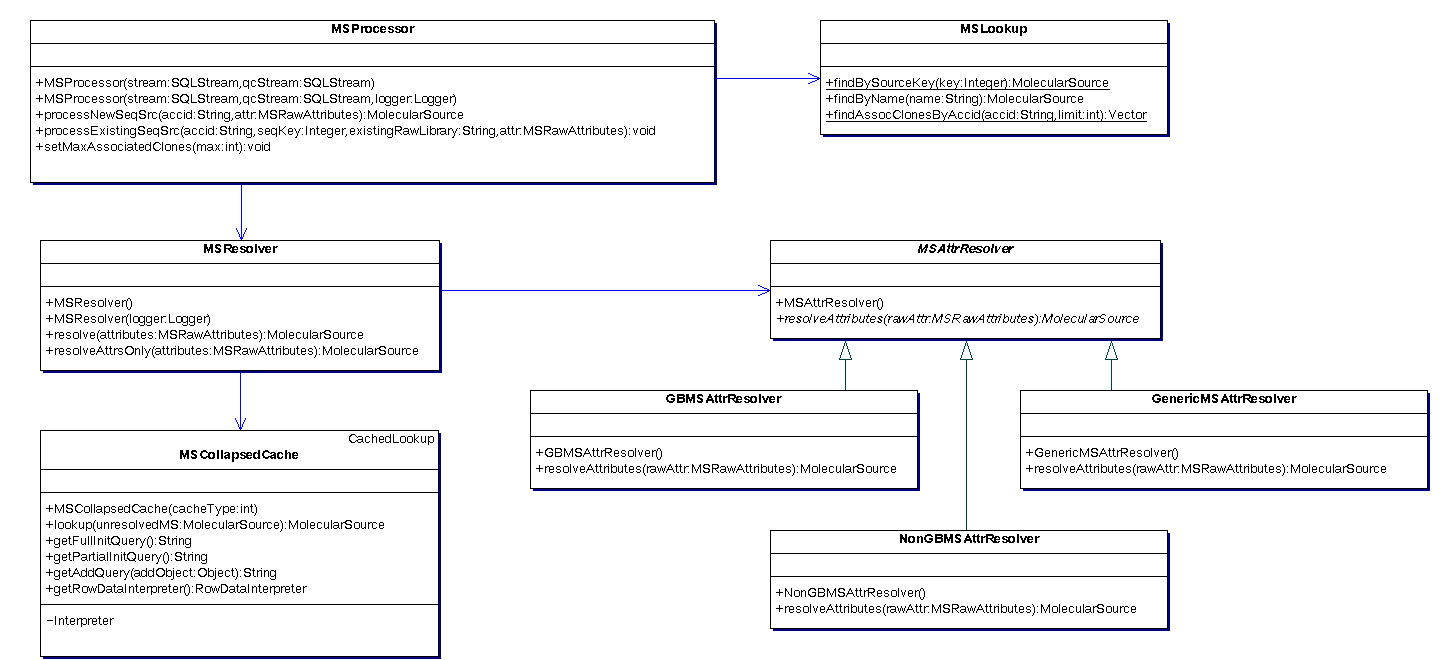 MSProcessor
+MSProcessor(stream:SQLStream,qcStream:SQLStream)
+MSProcessor(stream:SQLStream,qcStream:SQLStream,logger:Logger)
+processNewSeqSrc(accid:String,attr:MSRawAttributes):MolecularSource
+processExistingSeqSrc(accid:String,seqKey:Integer,existingRawLibrary:String,attr:MSRawAttributes):void
+setMaxAssociatedClones(max:int):void
MSLookup
+findBySourceKey(key:Integer):MolecularSource
+findByName(name:String):MolecularSource
+findAssocClonesByAccid(accid:String,limit:int):Vector
MSResolver
+MSResolver()
+MSResolver(logger:Logger)
+resolve(attributes:MSRawAttributes):MolecularSource
+resolveAttrsOnly(attributes:MSRawAttributes):MolecularSource
MSAttrResolver
+MSAttrResolver()
+resolveAttributes(rawAttr:MSRawAttributes):MolecularSource
GBMSAttrResolver
+GBMSAttrResolver()
+resolveAttributes(rawAttr:MSRawAttributes):MolecularSource
GenericMSAttrResolver
+GenericMSAttrResolver()
+resolveAttributes(rawAttr:MSRawAttributes):MolecularSource
CachedLookup
MSCollapsedCache
+MSCollapsedCache(cacheType:int)
+lookup(unresolvedMS:MolecularSource):MolecularSource
+getFullInitQuery():String
+getPartialInitQuery():String
+getAddQuery(addObject:Object):String
+getRowDataInterpreter():RowDataInterpreter
-Interpreter
NonGBMSAttrResolver
+NonGBMSAttrResolver()
+resolveAttributes(rawAttr:MSRawAttributes):MolecularSource